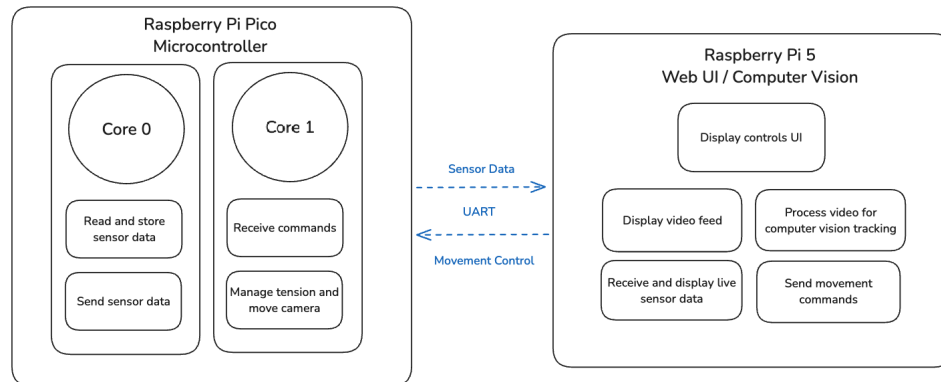 Raspberry Pi Pico
Microcontroller
Core 0
Read and store
sensor data
Send sensor data
Core 1
Receive commands
Manage tension and
move camera
Sensor Data
UART
Movement Control
Raspberry Pi 5
Web UI / Computer Vision
Display controls UI
Display video feed
Process video for
computer vision tracking
Receive and display live
sensor data
Send movement
commands